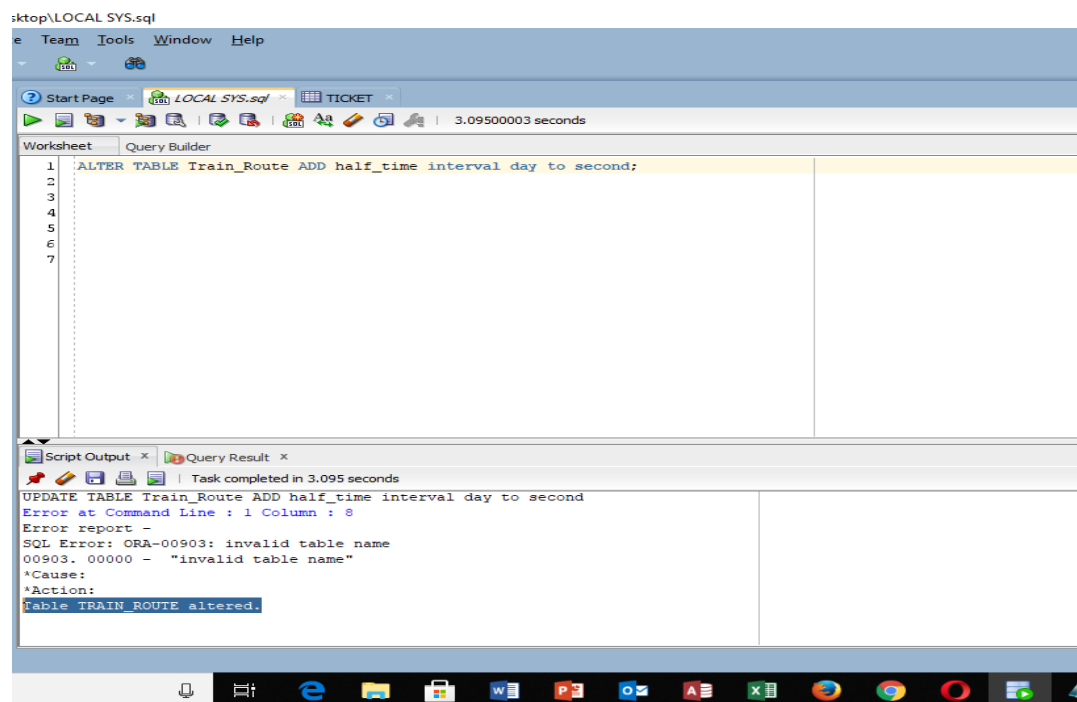 sktop\LOCAL SYS.sql
e Team Tools Window Help
Start Page LOCAL SYS.sql TICKET
3.09500003 seconds
Worksheet Query Builder
1 ALTER TABLE Train_Route ADD half_time interval day to second;
2
3
4
5
6
7
Script Output Query Result
Task completed in 3.095 seconds
UPDATE TABLE Train_Route ADD half_time interval day to second
Error at Command Line : 1 Column : 8
Error report -
SQL Error: ORA-00903: invalid table name
00903. 00000 - "invalid table name"
*Cause:
*Action:
Table TRAIN_ROUTE altered.